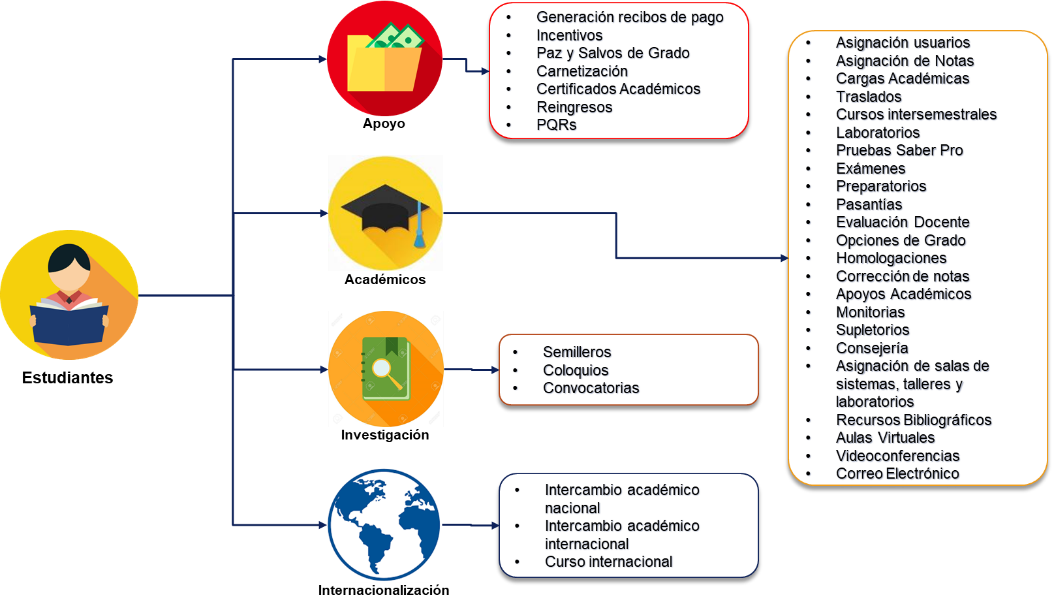 Estudiantes
Apoyo
• Generación recibos de pago
• Incentivos
• Paz y Salvos de Grado
• Carnetización
• Certificados Académicos
• Reingresos
• PQRs
Académicos
• Asignación usuarios
• Asignación de Notas
• Cargas Académicas
• Traslados
• Cursos intersemestrales
• Laboratorios
• Pruebas Saber Pro
• Exámenes
• Preparatorios
• Pasantías
• Evaluación Docente
• Opciones de Grado
• Homologaciones
• Corrección de notas
• Apoyos Académicos
• Monitorias
• Supletorios
• Consejería
• Asignación de salas de
sistemas, talleres y
laboratorios
• Recursos Bibliográficos
• Aulas Virtuales
• Videoconferencias
• Correo Electrónico
Investigación
• Semilleros
• Coloquios
• Convocatorias
Internacionalización
• Intercambio académico
nacional
• Intercambio académico
internacional
• Curso internacional